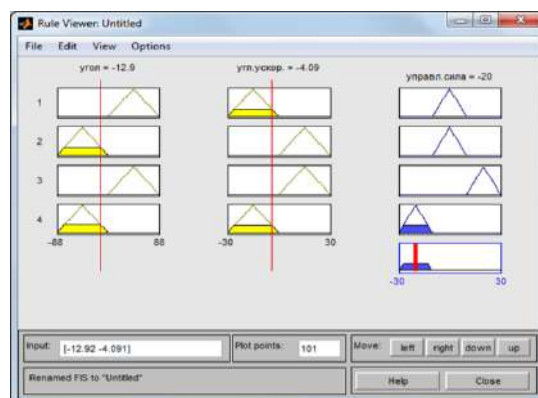 Rule Viewer: Untitled
File Edit View Options
угол = -12.9
угл.ускор. = -4.09
управл.сила = -20
1
2
3
4
-88 88
-30 30
-30 30
Input: [-12.92 -4.091]
Plot points: 101
Move: left right down up
Renamed FIS to "Untitled"
Help Close